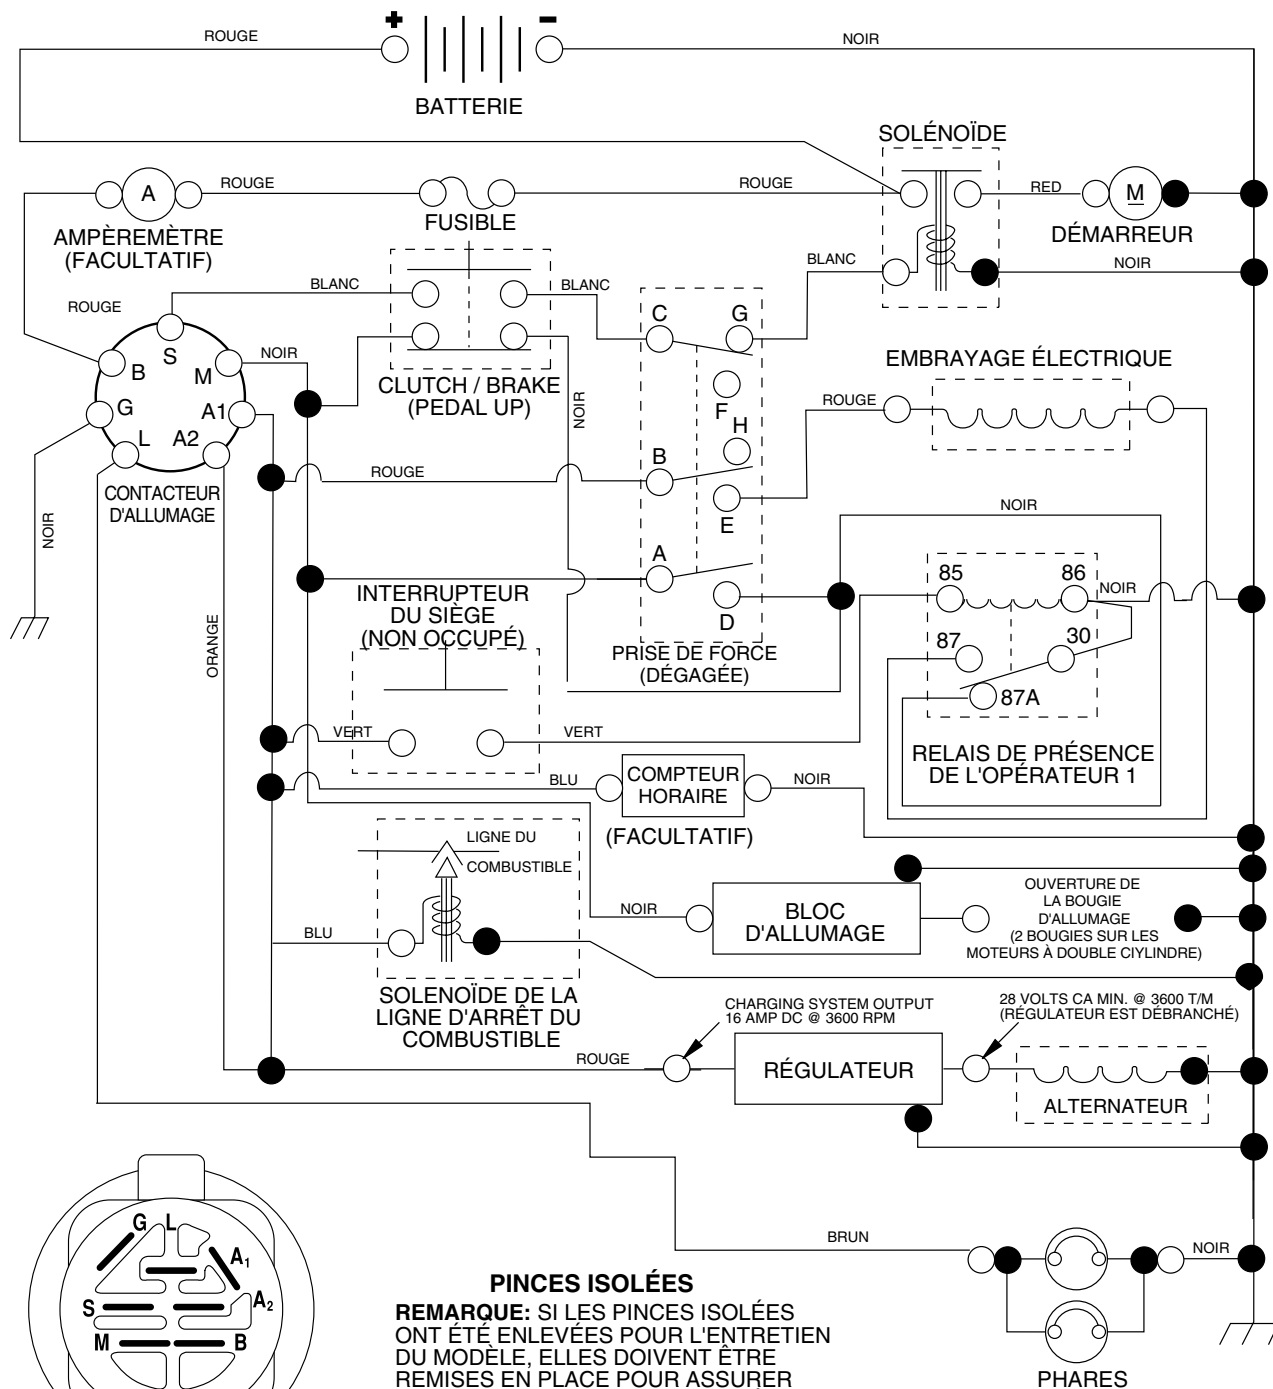 + -
ROUGE
NOIR
BATTERIE
SOLÉNOÏDE
A
ROUGE
ROUGE
RED
M
FUSIBLE
AMPÈREMÈTRE
(FACULTATIF)
DÉMARREUR
BLANC
NOIR
BLANC
BLANC
ROUGE
S
C
G
NOIR
B
M
EMBRAYAGE ÉLECTRIQUE
CLUTCH / BRAKE
(PEDAL UP)
F
ROUGE
G
A1
NOIR
H
L
A2
B
ROUGE
CONTACTEUR
D'ALLUMAGE
E
NOIR
NOIR
A
85
86
NOIR
INTERRUPTEUR
DU SIÈGE
(NON OCCUPÉ)
D
ORANGE
87
30
PRISE DE FORCE
(DÉGAGÉE)
87A
VERT
VERT
RELAIS DE PRÉSENCE
DE L'OPÉRATEUR 1
BLU
COMPTEUR
HORAIRE
NOIR
(FACULTATIF)
LIGNE DU
COMBUSTIBLE
NOIR
BLOC
D'ALLUMAGE
OUVERTURE DE
LA BOUGIE
D'ALLUMAGE
(2 BOUGIES SUR LES
MOTEURS À DOUBLE CIYLINDRE)
BLU
SOLENOÏDE DE LA
LIGNE D'ARRÊT DU
COMBUSTIBLE
CHARGING SYSTEM OUTPUT
16 AMP DC @ 3600 RPM
28 VOLTS CA MIN. @ 3600 T/M
(RÉGULATEUR EST DÉBRANCHÉ)
ROUGE
RÉGULATEUR
ALTERNATEUR
G
L
A1
A2
S
M
B
BRUN
NOIR
PINCES ISOLÉES
REMARQUE: SI LES PINCES ISOLÉES
ONT ÉTÉ ENLEVÉES POUR L'ENTRETIEN
DU MODÈLE, ELLES DOIVENT ÊTRE
REMISES EN PLACE POUR ASSURER
PHARES